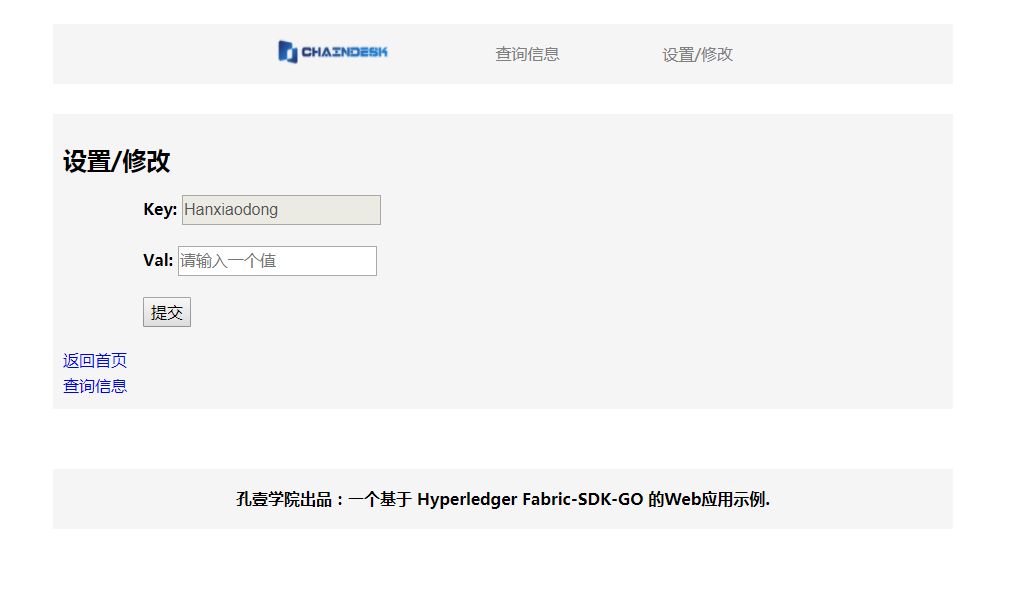 CHAINDESK 查询信息 设置/修改
设置/修改
Key: Hanxiaodong
Val: 请输入一个值
提交
返回首页
查询信息
孔壹学院出品：一个基于 Hyperledger Fabric-SDK-GO 的Web应用示例.